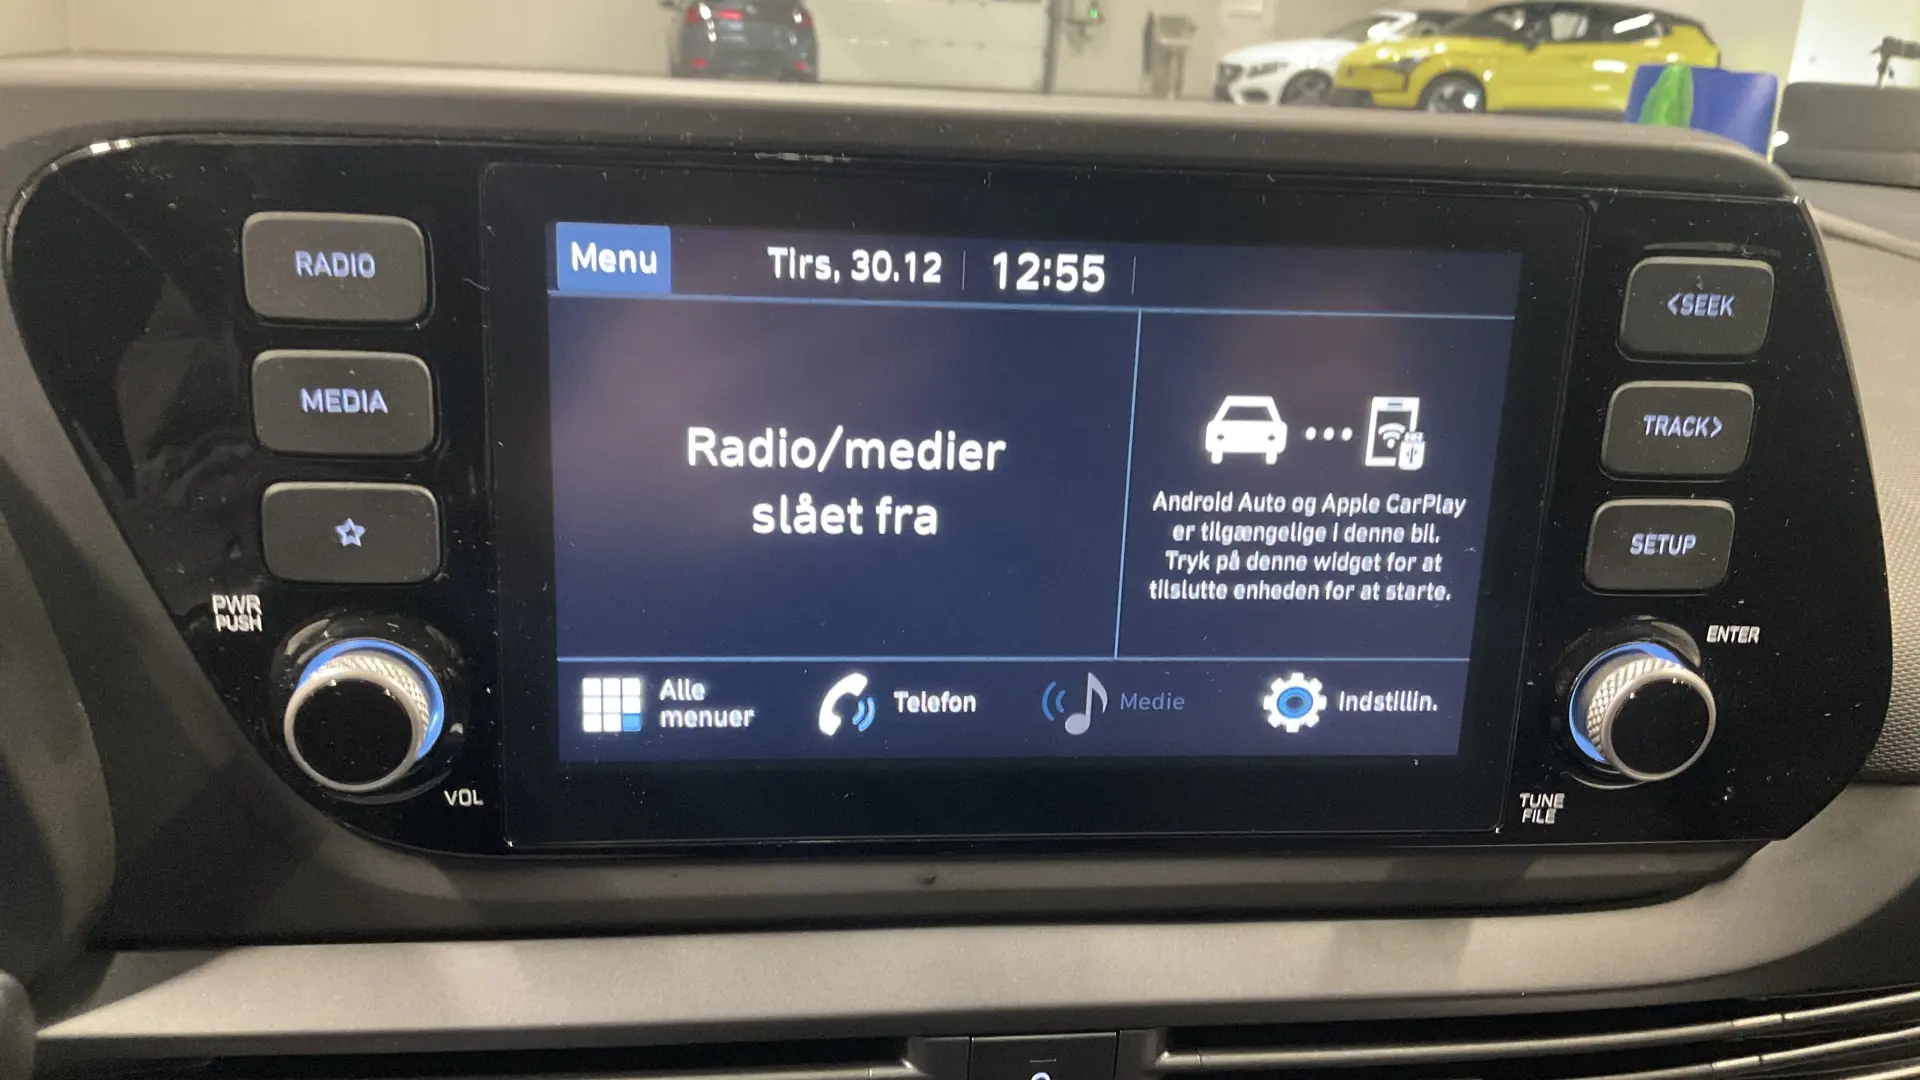 RADIO
MEDIA
PWR
PUSH
VOL
Menu
Tirs, 30.12
12:55
Radio/medier
slået fra
Android Auto og Apple CarPlay
er tilgængelige i denne bil.
Tryk på denne widget for at
tilslutte enheden for at starte.
Alle
menuer
Telefon
Medie
Indstillin.
<SEEK
TRACK>
SETUP
ENTER
TUNE
FILE